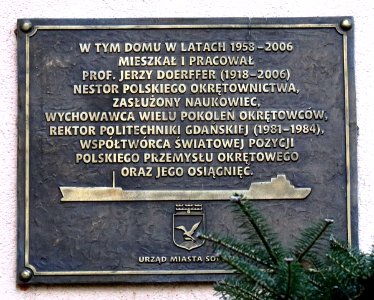 W TYM DOMU W LATACH 1958–2006
MIESZKAŁ I PRACOWAŁ
PROF. JERZY DOERFFER (1918–2006)
NESTOR POLSKIEGO OKRĘTOWNICTWA,
ZASŁUŻONY NAUKOWIEC,
WYCHOWAWCA WIELU POKOLEŃ OKRĘTOWCÓW,
REKTOR POLITECHNIKI GDAŃSKIEJ (1981–1984),
WSPÓŁTWÓRCA ŚWIATOWEJ POZYCJI
POLSKIEGO PRZEMYSŁU OKRĘTOWEGO
ORAZ JEGO OSIĄGNIĘĆ.
URZĄD MIASTA